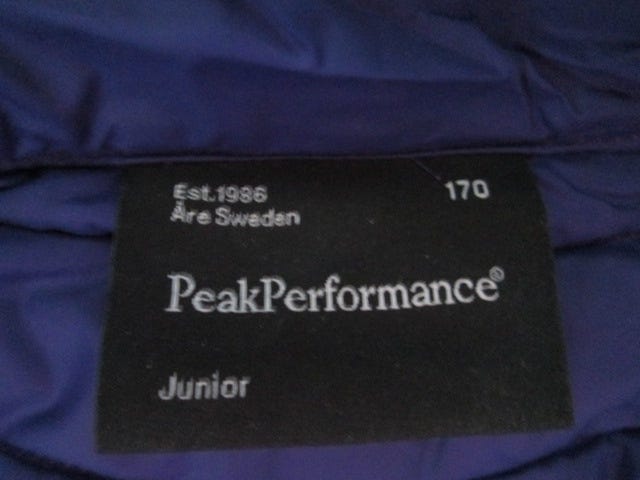 Est.1986
Åre Sweden
170
PeakPerformance®
Junior